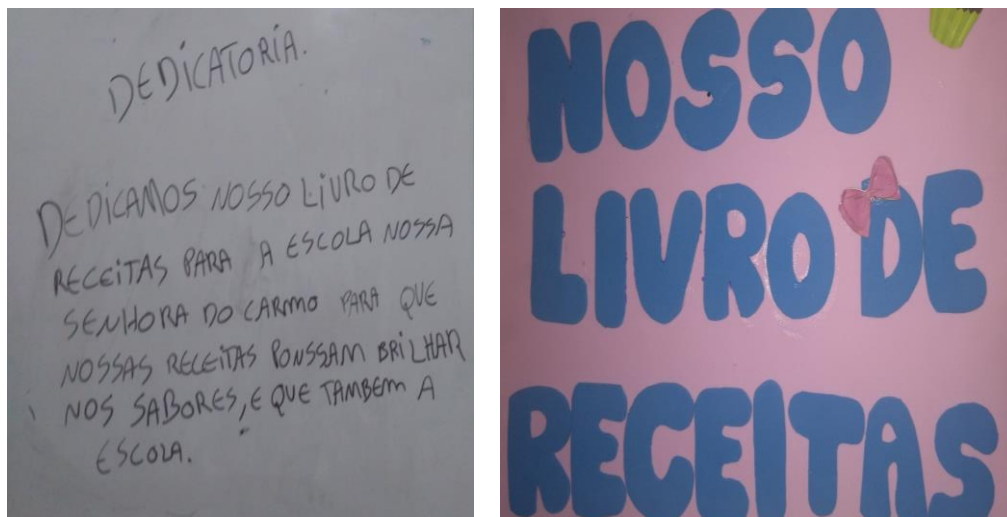 DEDICATORIA.
DEDICAMOS NOSSO LIVRO DE
RECEITAS PARA A ESCOLA NOSSA
SENHORA DO CARMO PARA QUE
NOSSAS RECEITAS PONSSAM BRILHAR
NOS SABORES, E QUE TAMBEM A
ESCOLA.
NOSSO
LIVRO DE
RECEITAS